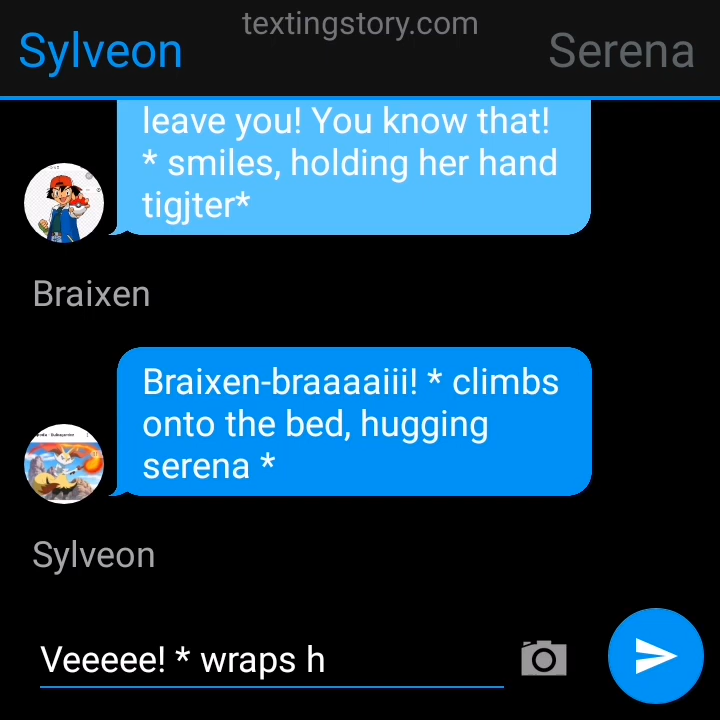 textingstory.com
Sylveon
Serena
leave you! You know that!
* smiles, holding her hand
tigjter*
Braixen
Braixen-braaaaiii! * climbs
onto the bed, hugging
serena *
Sylveon
Veeeee! * wraps h